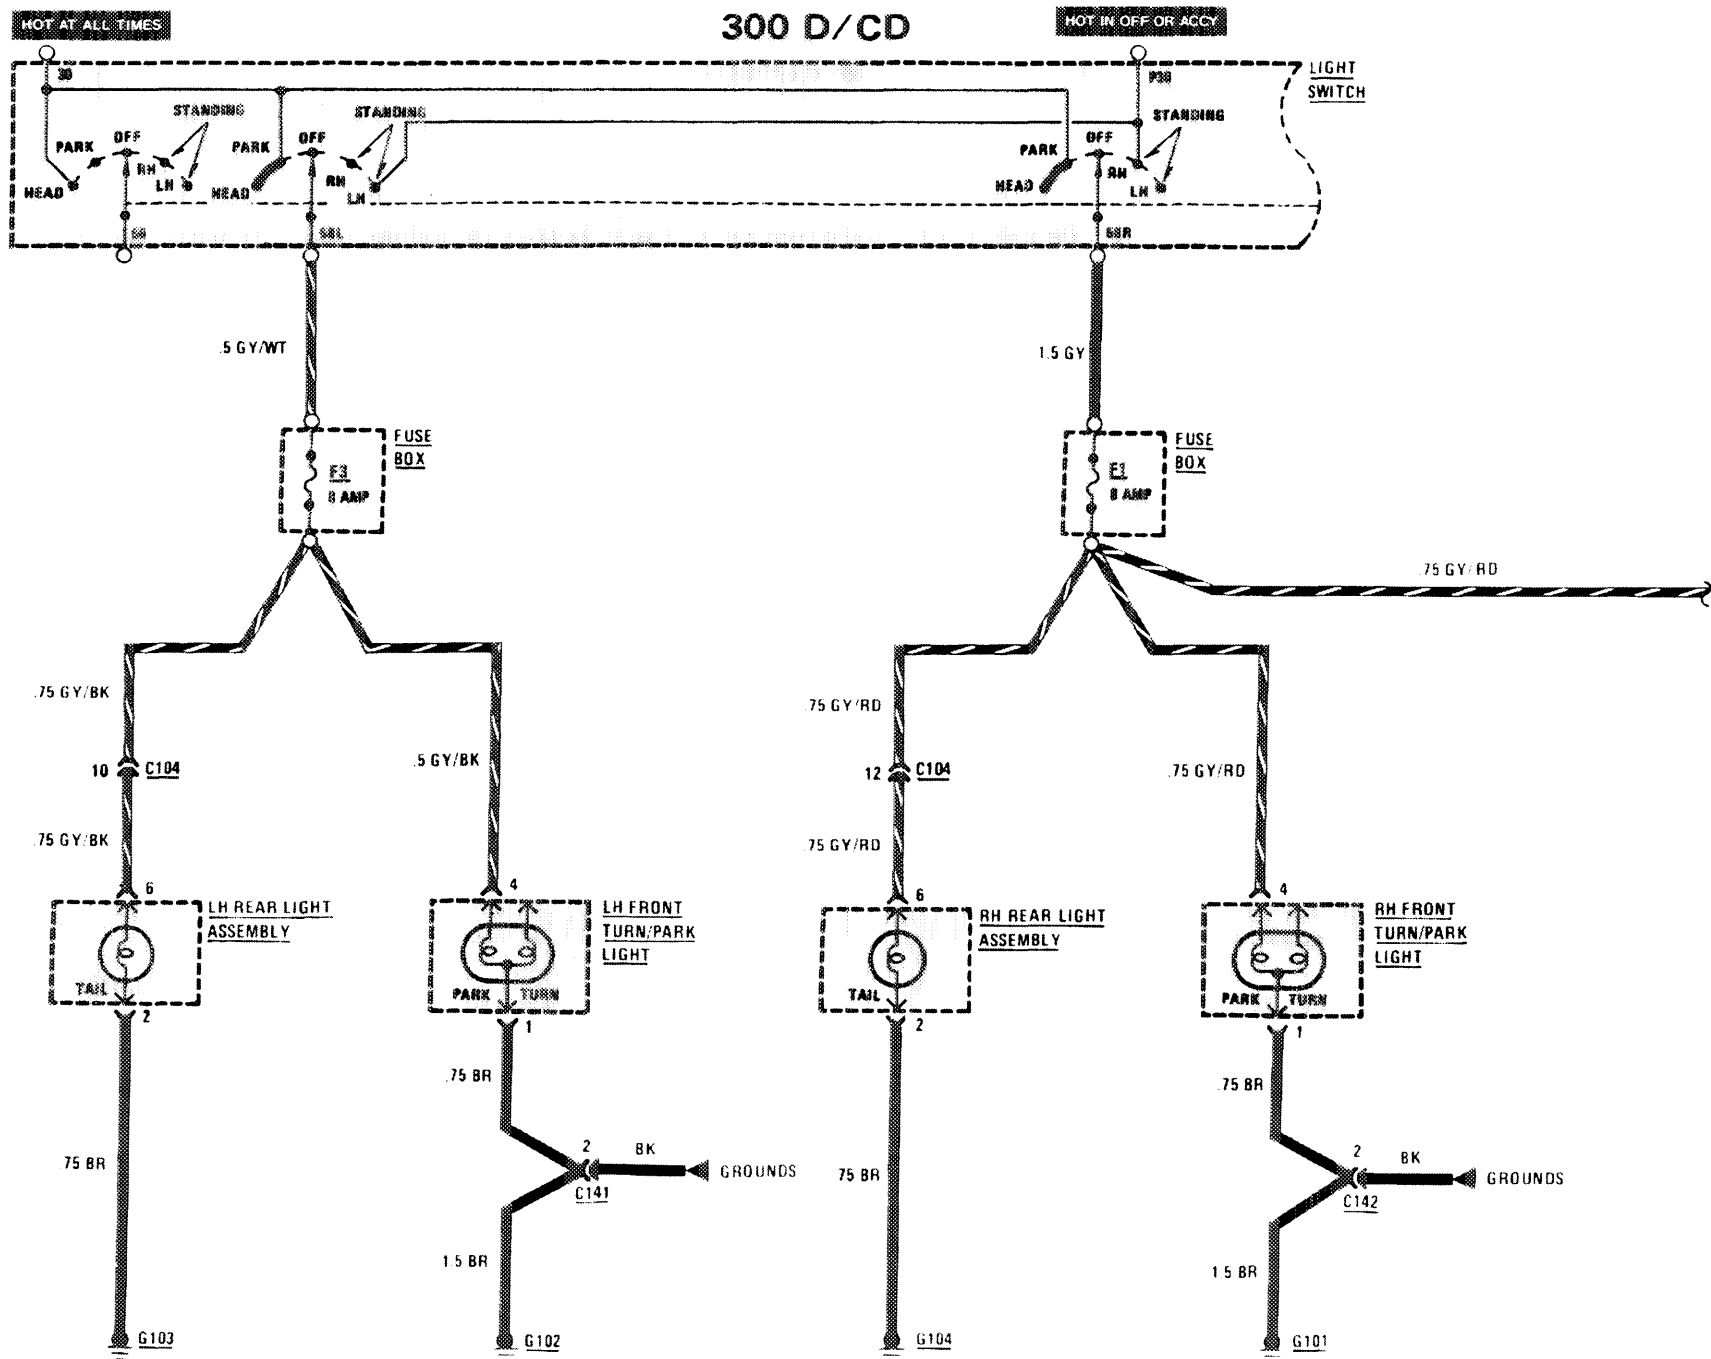 HOT AT ALL TIMES
300 D/CD
HOT IN OFF OR ACCY
30
P30
LIGHT
SWITCH
STANDING
STANDING
STANDING
PARK
OFF
PARK
OFF
PARK
OFF
HEAD
RH
LH
HEAD
RH
LH
HEAD
RH
LH
58L
58R
.5 GY/WT
1.5 GY
FUSE
BOX
F3
8 AMP
FUSE
BOX
F1
8 AMP
.75 GY/RD
.75 GY/BK
.75 GY/RD
.5 GY/BK
.75 GY/RD
10 C104
12 C104
.75 GY/BK
.75 GY/RD
6
4
6
4
LH REAR LIGHT
ASSEMBLY
LH FRONT
TURN/PARK
LIGHT
RH REAR LIGHT
ASSEMBLY
RH FRONT
TURN/PARK
LIGHT
TAIL
PARK TURN
TAIL
PARK TURN
2
1
2
1
.75 BR
.75 BR
75 BR
2
BK
GROUNDS
C141
75 BR
2
BK
GROUNDS
C142
1.5 BR
1.5 BR
G103
G102
G104
G101